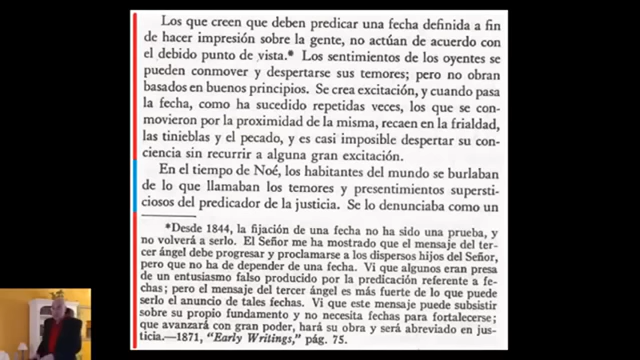 Los que creen que deben predicar una fecha definida a fin
de hacer impresión sobre la gente, no actúan de acuerdo con
el debido punto de vista.* Los sentimientos de los oyentes se
pueden conmover y despertarse sus temores; pero no obran
basados en buenos principios. Se crea excitación, y cuando pasa
la fecha, como ha sucedido repetidas veces, los que se con-
movieron por la proximidad de la misma, recaen en la frialdad,
las tinieblas y el pecado, y es casi imposible despertar su con-
ciencia sin recurrir a alguna gran excitación.
En el tiempo de Noé, los habitantes del mundo se burlaban
de lo que llamaban los temores y presentimientos supersti-
ciosos del predicador de la justicia. Se lo denunciaba como un
*Desde 1844, la fijación de una fecha no ha sido una prueba, y
no volverá a serlo. El Señor me ha mostrado que el mensaje del ter-
cer ángel debe progresar y proclamarse a los dispersos hijos del Señor,
pero que no ha de depender de una fecha. Vi que algunos eran presa
de un entusiasmo falso producido por la predicación referente a fe-
chas; pero el mensaje del tercer ángel es más fuerte de lo que puede
serlo el anuncio de tales fechas. Vi que este mensaje puede subsistir
sobre su propio fundamento y no necesita fechas para fortalecerse;
que avanzará con gran poder, hará su obra y será abreviado en jus-
ticia.—1871, "Early Writings," pág. 75.